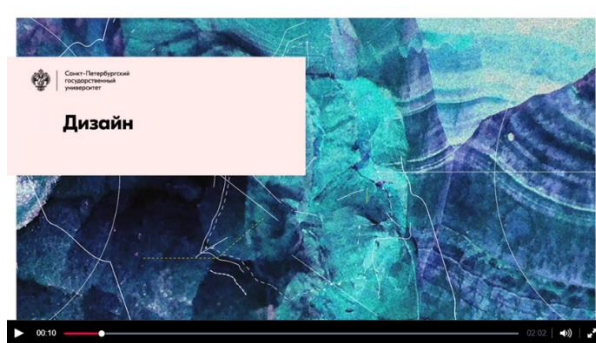 Санкт-Петербургский
государственный
университет
Дизайн
00:10
02:02